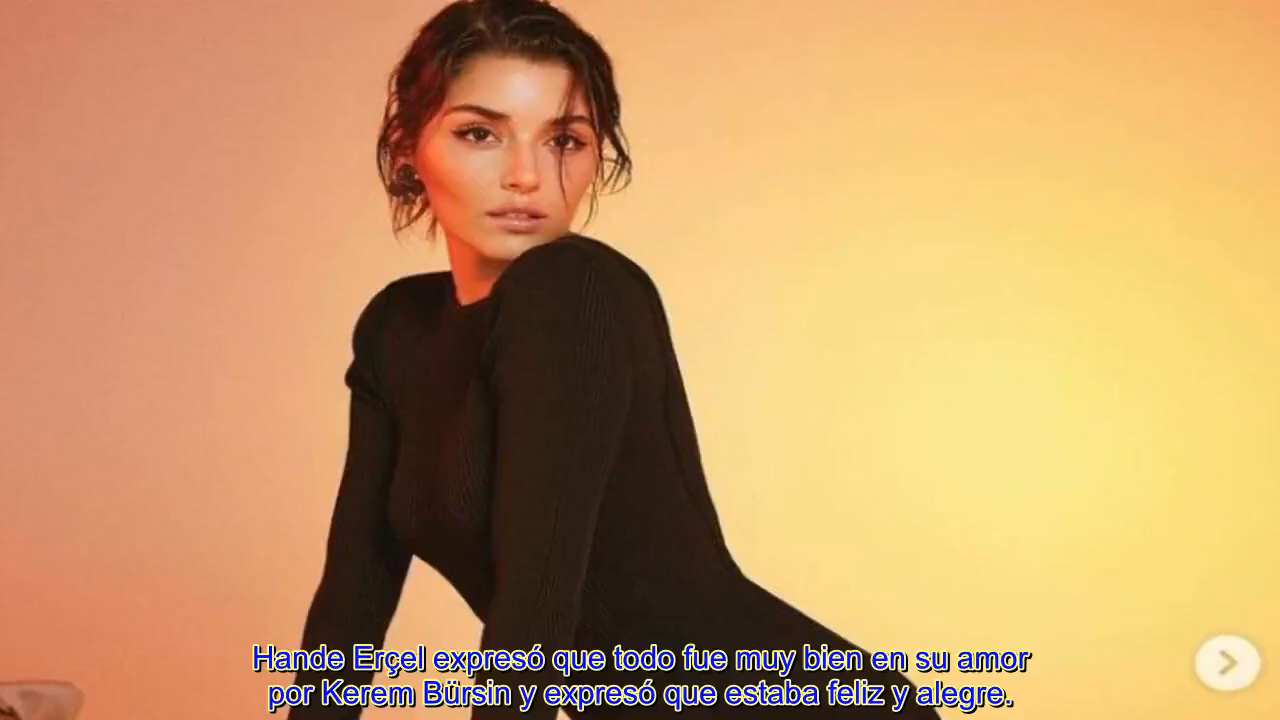 Hande Erçel expresó que todo fue muy bien en su amor
por Kerem Bürsin y expresó que estaba feliz y alegre.